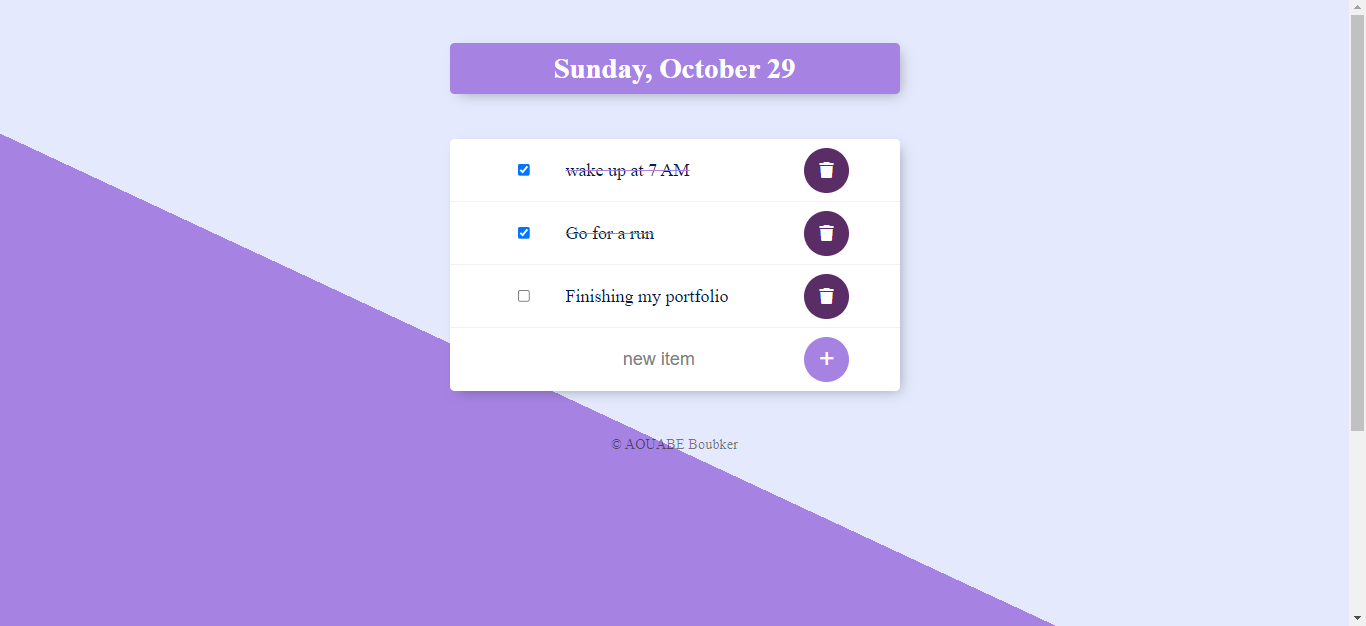 Sunday, October 29
wake up at 7 AM
Go for a run
Finishing my portfolio
new item
© AOUABE Boubker